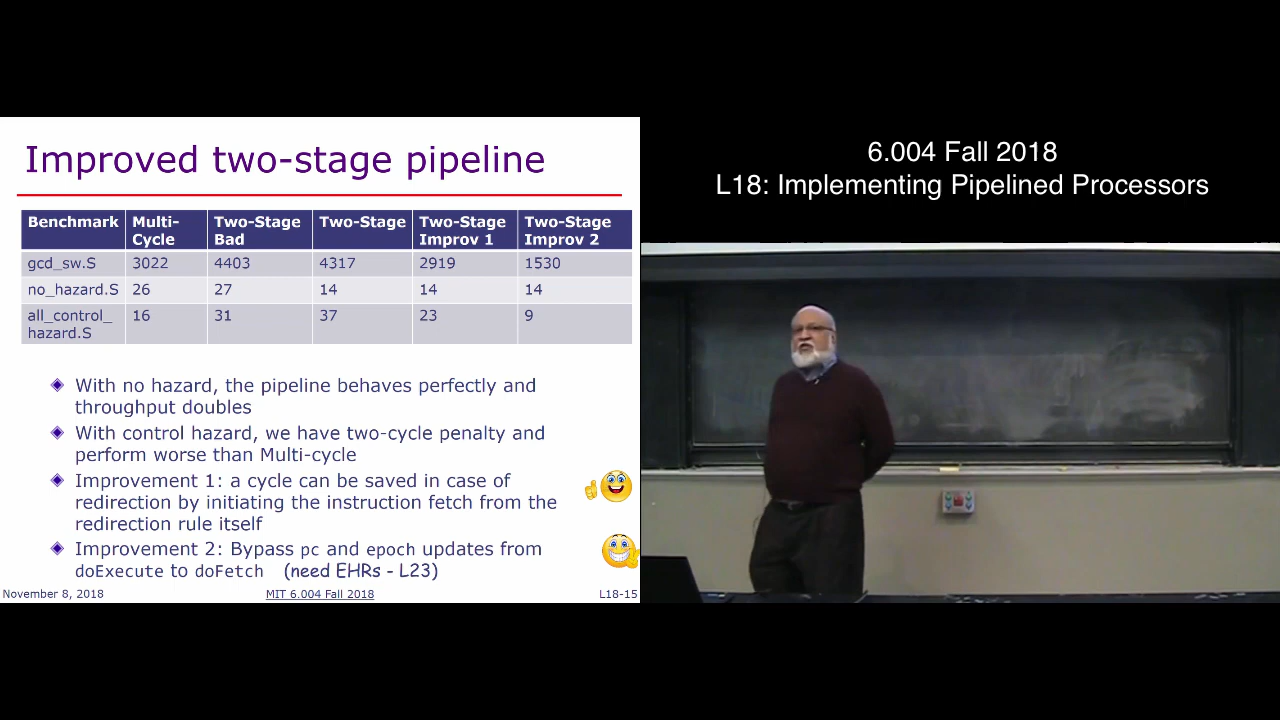 Improved two-stage pipeline
Benchmark Multi-Cycle Two-Stage Bad Two-Stage Two-Stage Improv 1 Two-Stage Improv 2
gcd_sw.S 3022 4403 4317 2919 1530
no_hazard.S 26 27 14 14 14
all_control_hazard.S 16 31 37 23 9
With no hazard, the pipeline behaves perfectly and
throughput doubles
With control hazard, we have two-cycle penalty and
perform worse than Multi-cycle
Improvement 1: a cycle can be saved in case of
redirection by initiating the instruction fetch from the
redirection rule itself
Improvement 2: Bypass pc and epoch updates from
doExecute to doFetch (need EHRs - L23)
November 8, 2018 MIT 6.004 Fall 2018 L18-15
6.004 Fall 2018
L18: Implementing Pipelined Processors